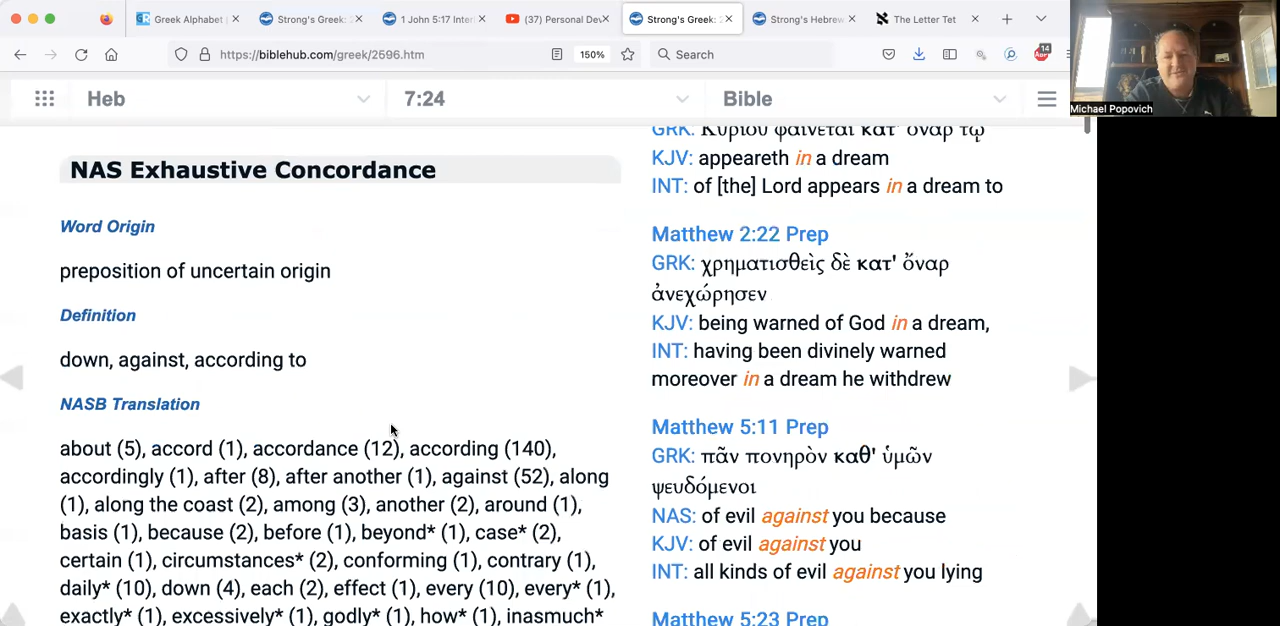 Greek Alphabet
Strong's Greek: 2
1 John 5:17 Inter
(37) Personal Dev
Strong's Greek: 2
Strong's Hebrew
The Letter Tet
https://biblehub.com/greek/2596.htm
150%
Search
14
Heb
7:24
Bible
Michael Popovich
NAS Exhaustive Concordance
Word Origin
preposition of uncertain origin
Definition
down, against, according to
NASB Translation
about (5), accord (1), accordance (12), according (140),
accordingly (1), after (8), after another (1), against (52), along
(1), along the coast (2), among (3), another (2), around (1),
basis (1), because (2), before (1), beyond* (1), case* (2),
certain (1), circumstances* (2), conforming (1), contrary (1),
daily* (10), down (4), each (2), effect (1), every (10), every* (1),
exactly* (1), excessively* (1), godly* (1), how* (1), inasmuch*
GRK: Κυρίου φαίνεται κατ' ὄναρ τῷ
KJV: appeareth in a dream
INT: of [the] Lord appears in a dream to
Matthew 2:22 Prep
GRK: χρηματισθεὶς δὲ κατ' ὄναρ
ἀνεχώρησεν
KJV: being warned of God in a dream,
INT: having been divinely warned
moreover in a dream he withdrew
Matthew 5:11 Prep
GRK: πᾶν πονηρὸν καθ' ὑμῶν
ψευδόμενοι
NAS: of evil against you because
KJV: of evil against you
INT: all kinds of evil against you lying
Matthew 5:23 Prep